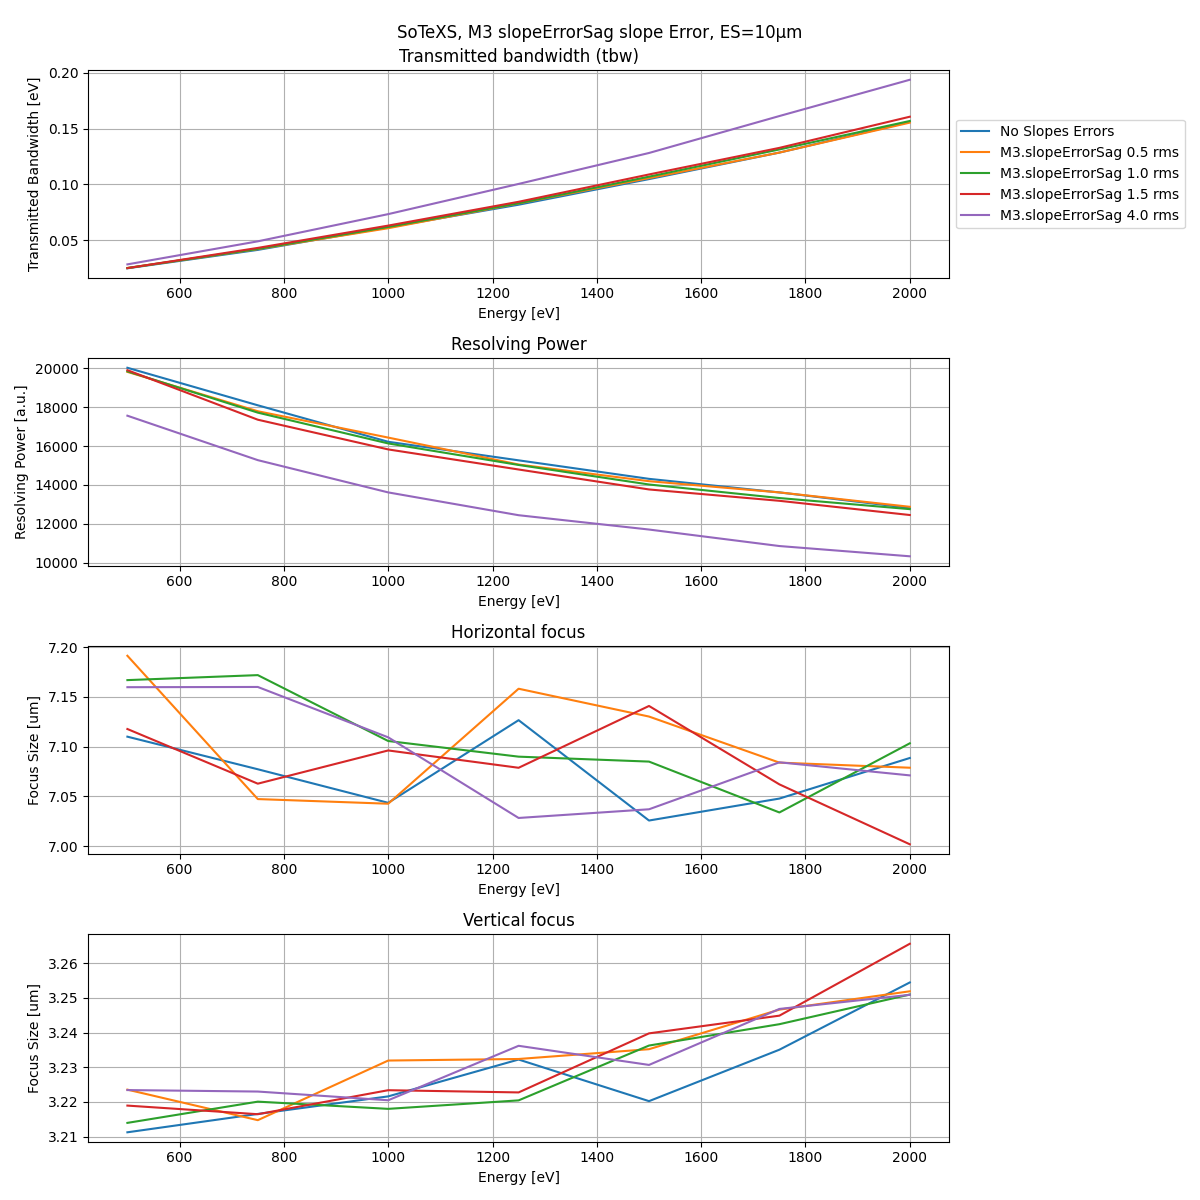 SoTeXS, M3 slopeErrorSag slope Error, ES=10μm
Transmitted bandwidth (tbw)
Transmitted Bandwidth [eV]
0.20
0.15
0.10
0.05
600 800 1000 1200 1400 1600 1800 2000
Energy [eV]
No Slopes Errors
M3.slopeErrorSag 0.5 rms
M3.slopeErrorSag 1.0 rms
M3.slopeErrorSag 1.5 rms
M3.slopeErrorSag 4.0 rms
Resolving Power
Resolving Power [a.u.]
20000
18000
16000
14000
12000
10000
600 800 1000 1200 1400 1600 1800 2000
Energy [eV]
Horizontal focus
Focus Size [um]
7.20
7.15
7.10
7.05
7.00
600 800 1000 1200 1400 1600 1800 2000
Energy [eV]
Vertical focus
Focus Size [um]
3.26
3.25
3.24
3.23
3.22
3.21
600 800 1000 1200 1400 1600 1800 2000
Energy [eV]